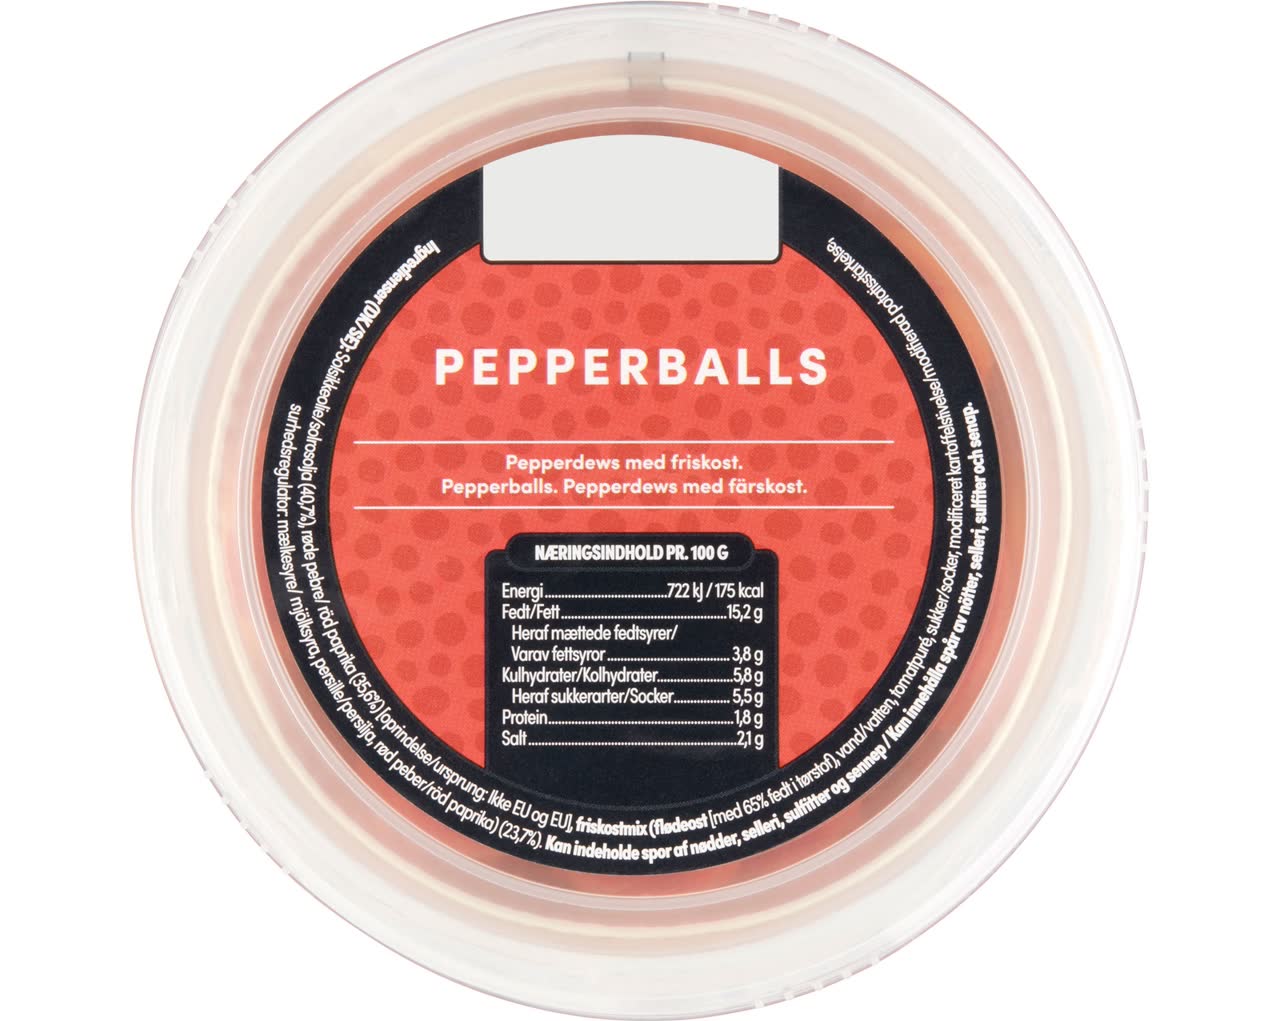 PEPPERBALLS
Pepperdews med friskost.
Pepperballs. Pepperdews med färskost.
NÆRINGSINDHOLD PR. 100 G
Energi 722 kJ / 175 kcal
Fedt/Fett 15,2 g
Heraf mættede fedtsyrer/
Varav fettsyror 3,8 g
Kulhydrater/Kolhydrater 5,8 g
Heraf sukkerarter/Socker 5,5 g
Protein 1,8 g
Salt 2,1 g
Ingredienser (DK/SE): Solsikkeolie/solrosolja (40,7%), røde pebre/ röd paprika (35,6%) [oprindelse/ursprung: Ikke EU og EU], friskostmix (flødeost [med 65% fedt i tørstof), vand/vatten, tomatpuré, sukker/socker, modificeret kartoffelstivelse/modifierad potatisstärkelse,
surhedsregulator: mælkesyre/ mjölksyra, persille/persilja, rød peber/röd paprika) (23,7%). Kan indeholde spor af nødder, selleri, sulfitter og sennep / Kan innehålla spår av nötter, selleri, sulfiter och senap.